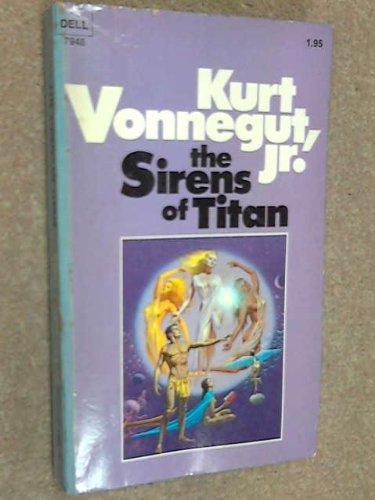 DELL
7948
1.95
Kurt
Vonnegut,
jr.
the
Sirens
of Titan